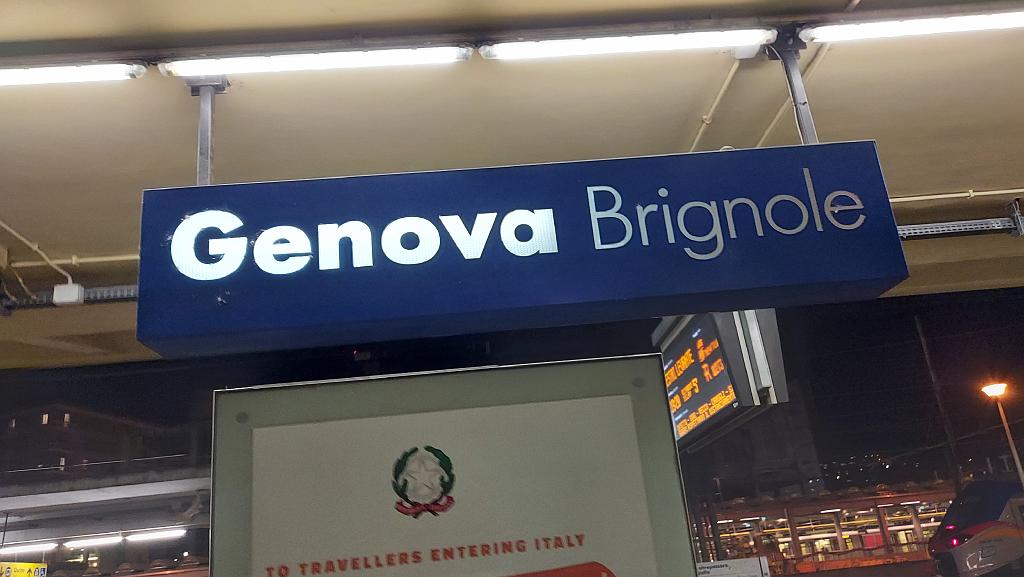 Genova Brignole
TO TRAVELLERS ENTERING ITALY